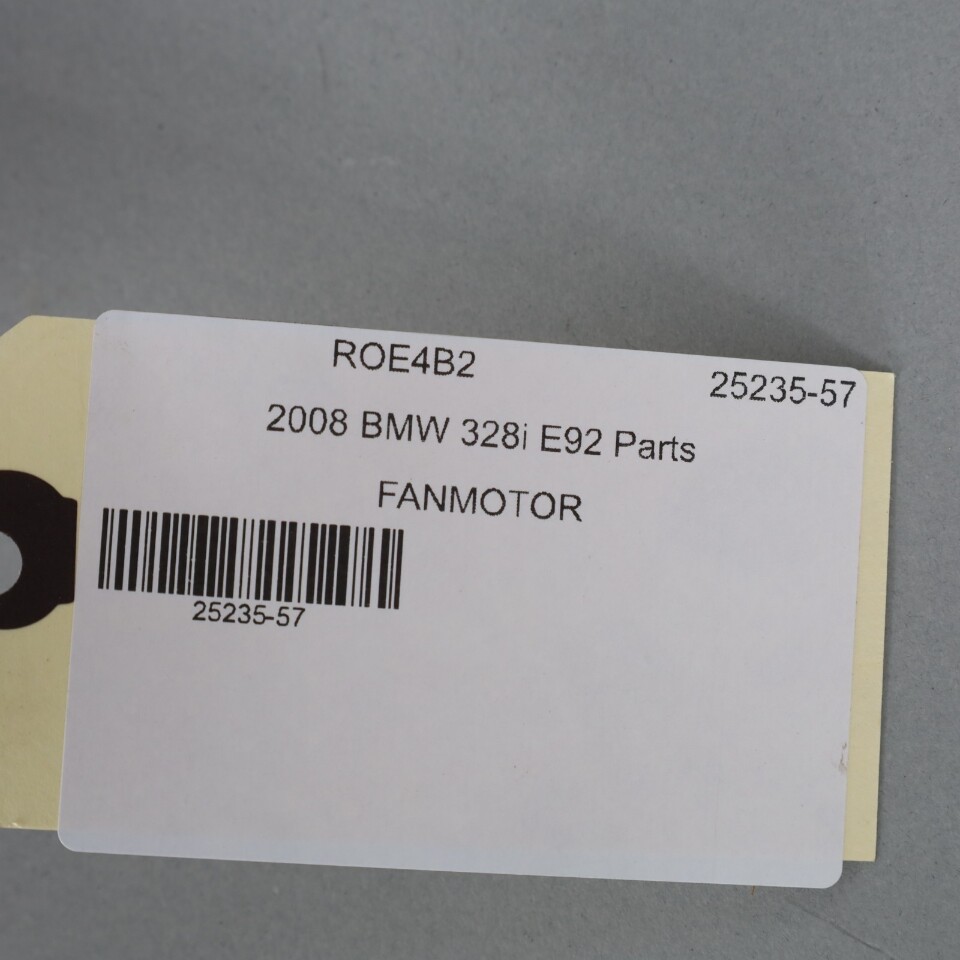 ROE4B2
25235-57
2008 BMW 328i E92 Parts
FANMOTOR
25235-57